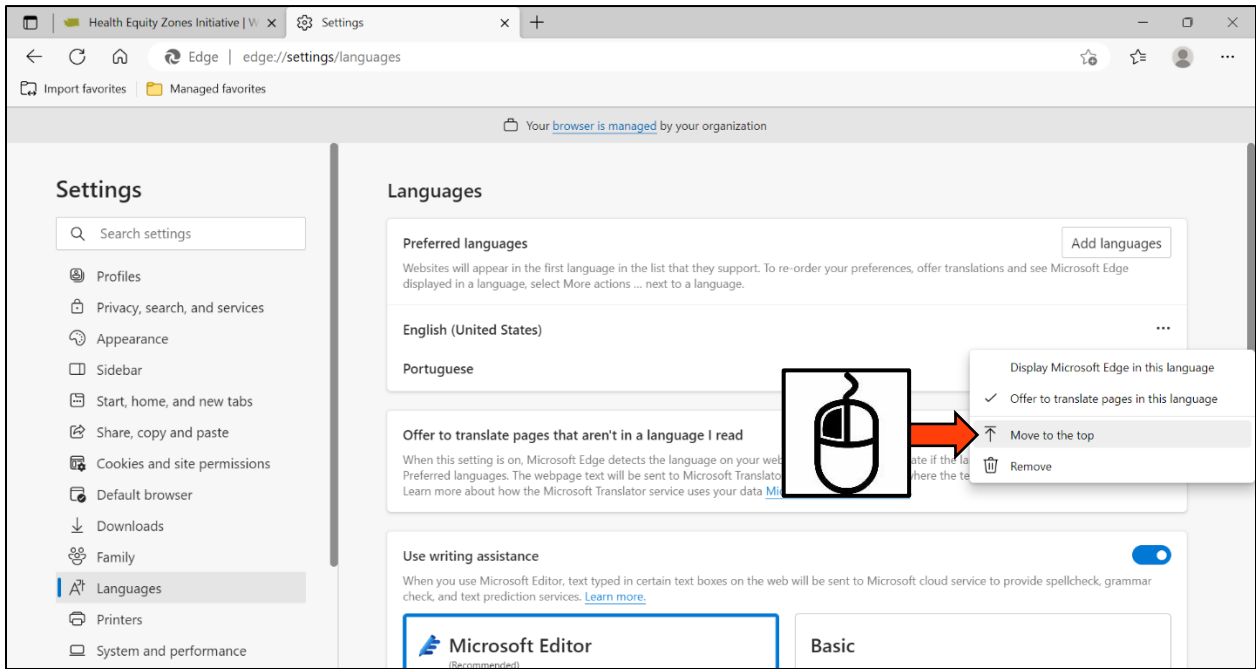 Health Equity Zones Initiative | W
Settings
Edge | edge://settings/languages
Import favorites
Managed favorites
Your browser is managed by your organization
Settings
Search settings
Profiles
Privacy, search, and services
Appearance
Sidebar
Start, home, and new tabs
Share, copy and paste
Cookies and site permissions
Default browser
Downloads
Family
Languages
Printers
System and performance
Languages
Preferred languages
Add languages
Websites will appear in the first language in the list that they support. To re-order your preferences, offer translations and see Microsoft Edge
displayed in a language, select More actions ... next to a language.
English (United States)
Portuguese
Display Microsoft Edge in this language
Offer to translate pages in this language
Move to the top
Remove
Offer to translate pages that aren't in a language I read
When this setting is on, Microsoft Edge detects the language on your if the
Preferred languages. The webpage text will be sent to Microsoft where the
Learn more about how the Microsoft Translator service uses your data
Use writing assistance
When you use Microsoft Editor, text typed in certain text boxes on the web will be sent to Microsoft cloud service to provide spellcheck, grammar
check, and text prediction services. Learn more.
Microsoft Editor
(Recommended)
Basic